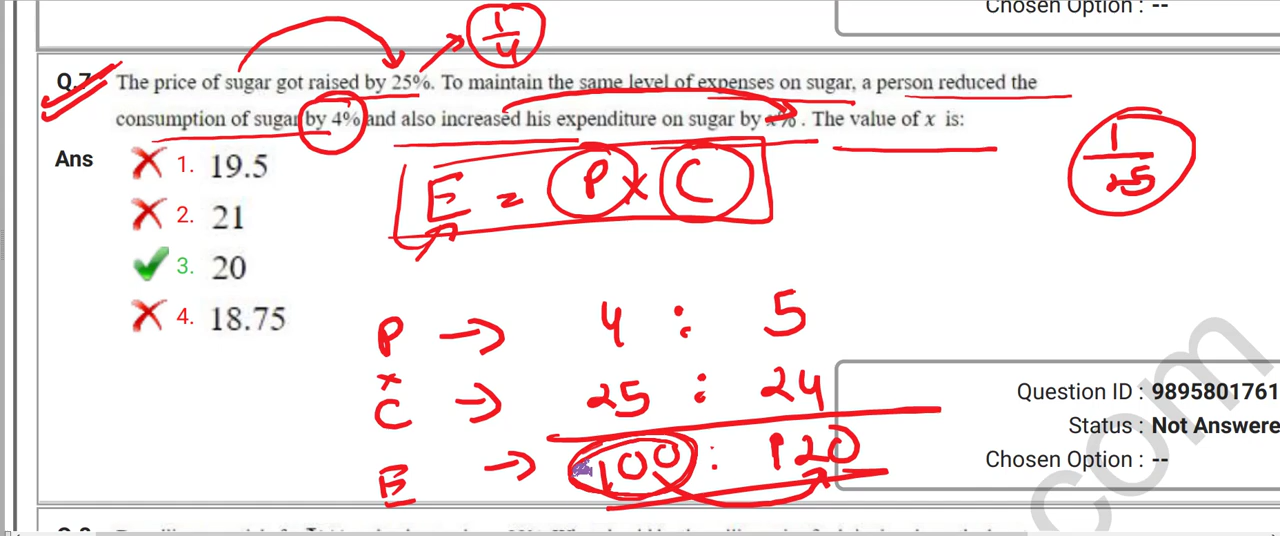 Chosen Option : --
1/4
Q.7 The price of sugar got raised by 25%. To maintain the same level of expenses on sugar, a person reduced the
consumption of sugar by 4% and also increased his expenditure on sugar by x% . The value of x is:
1/25
Ans 1. 19.5
E = P x C
2. 21
3. 20
4. 18.75
P → 4 : 5
x
C → 25 : 24
E → 100 : 120
Question ID : 9895801761
Status : Not Answere
Chosen Option : --
com